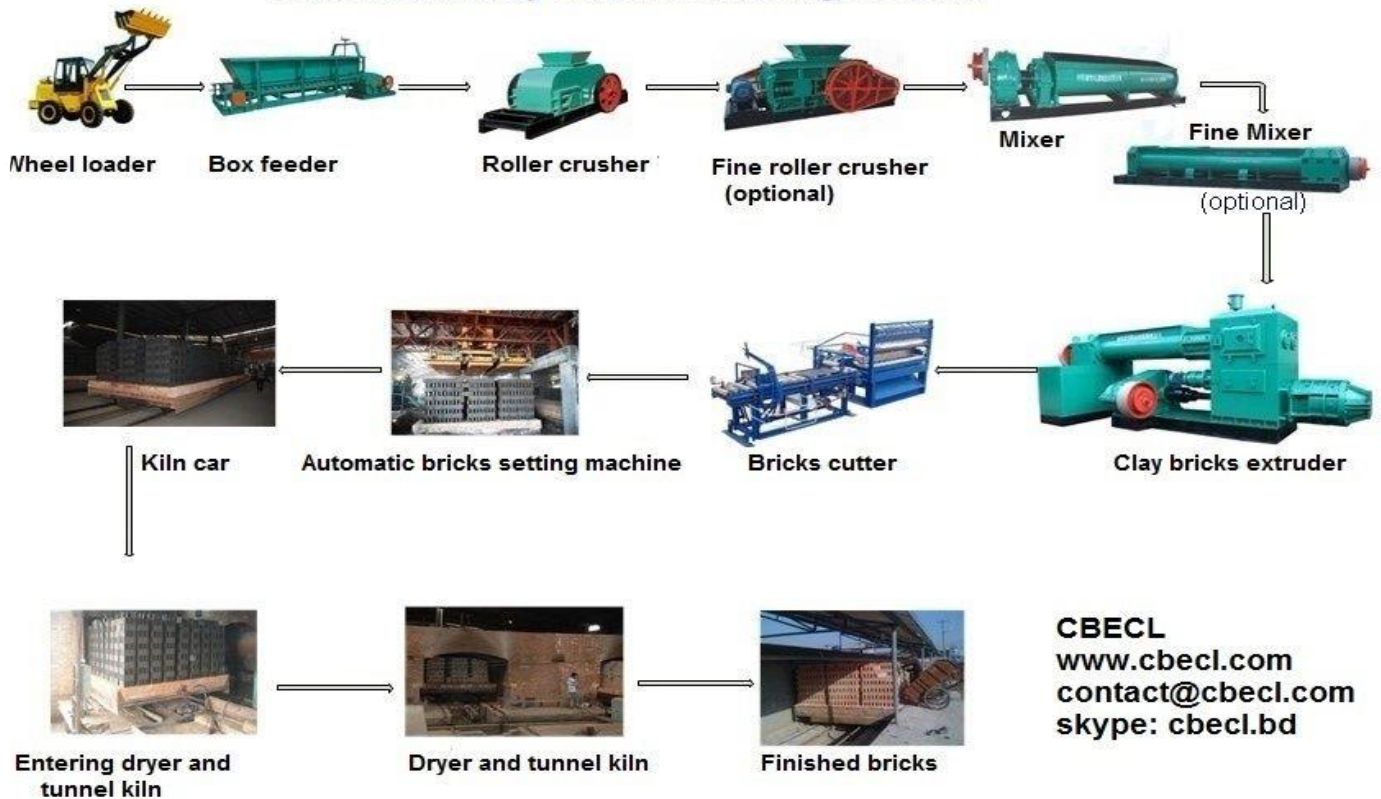 Wheel loader
Box feeder
Roller crusher
Fine roller crusher
(optional)
Mixer
Fine Mixer
(optional)
Kiln car
Automatic bricks setting machine
Bricks cutter
Clay bricks extruder
Entering dryer and
tunnel kiln
Dryer and tunnel kiln
Finished bricks
CBECL
www.cbecl.com
contact@cbecl.com
skype: cbecl.bd